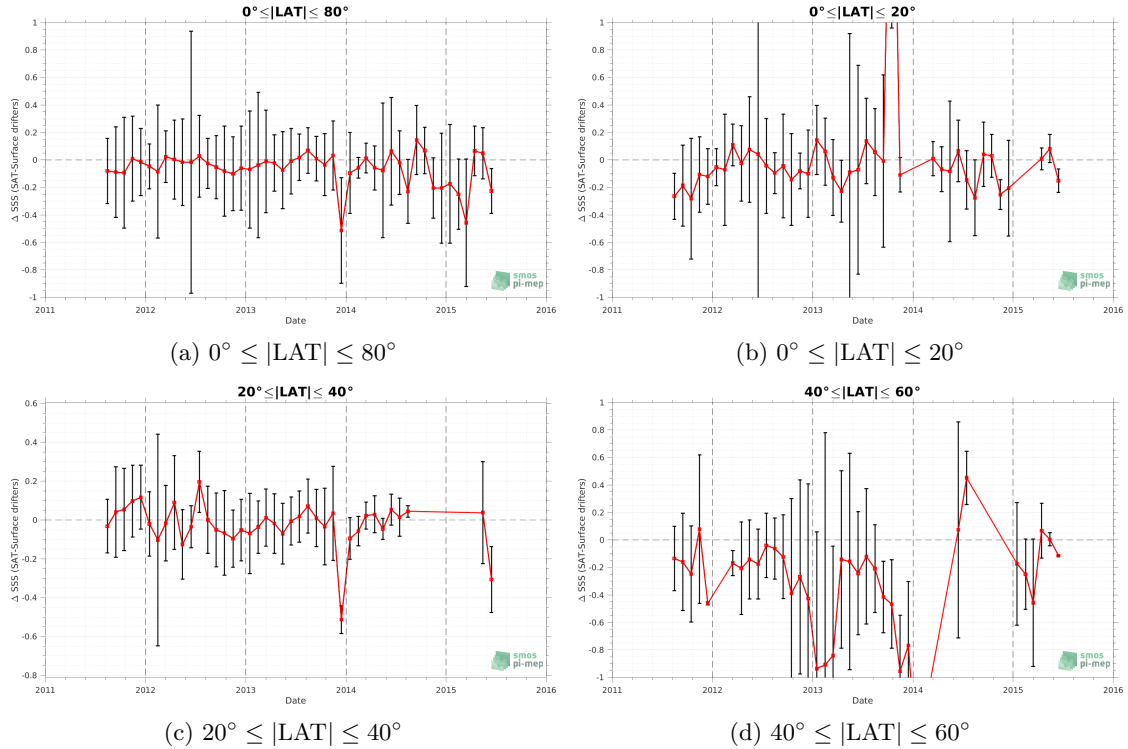 0°≤|LAT|≤ 80°
Δ SSS (SAT-Surface drifters)
1
0.8
0.6
0.4
0.2
0
-0.2
-0.4
-0.6
-0.8
-1
2011 2012 2013 2014 2015 2016
Date
smos
pi-mep
(a) 0° ≤ |LAT| ≤ 80°
0°≤|LAT|≤ 20°
Δ SSS (SAT-Surface drifters)
1
0.8
0.6
0.4
0.2
0
-0.2
-0.4
-0.6
-0.8
-1
2011 2012 2013 2014 2015 2016
Date
smos
pi-mep
(b) 0° ≤ |LAT| ≤ 20°
20°≤|LAT|≤ 40°
Δ SSS (SAT-Surface drifters)
0.6
0.4
0.2
0
-0.2
-0.4
-0.6
-0.8
2011 2012 2013 2014 2015 2016
Date
smos
pi-mep
(c) 20° ≤ |LAT| ≤ 40°
40°≤|LAT|≤ 60°
Δ SSS (SAT-Surface drifters)
1
0.8
0.6
0.4
0.2
0
-0.2
-0.4
-0.6
-0.8
-1
2011 2012 2013 2014 2015 2016
Date
smos
pi-mep
(d) 40° ≤ |LAT| ≤ 60°